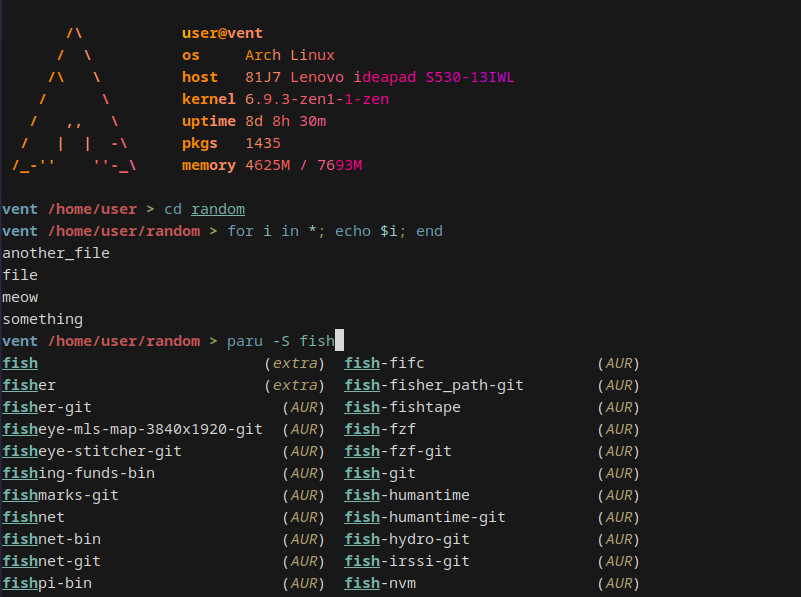 /\           user@vent
      /  \          os     Arch Linux
     /\   \         host   81J7 Lenovo ideapad S530-13IWL
    /      \        kernel 6.9.3-zen1-1-zen
   /   ,,   \       uptime 8d 8h 30m
  /   |  |  -\      pkgs   1435
 /_-''    ''-_\     memory 4625M / 7693M
vent /home/user > cd random
vent /home/user/random > for i in *; echo $i; end
another_file
file
meow
something
vent /home/user/random > paru -S fish
fish (extra) fish-fifc (AUR)
fisher (extra) fish-fisher_path-git (AUR)
fisher-git (AUR) fish-fishtape (AUR)
fisheye-mls-map-3840x1920-git (AUR) fish-fzf (AUR)
fisheye-stitcher-git (AUR) fish-fzf-git (AUR)
fishing-funds-bin (AUR) fish-git (AUR)
fishmarks-git (AUR) fish-humantime (AUR)
fishnet (AUR) fish-humantime-git (AUR)
fishnet-bin (AUR) fish-hydro-git (AUR)
fishnet-git (AUR) fish-irssi-git (AUR)
fishpi-bin (AUR) fish-nvm (AUR)